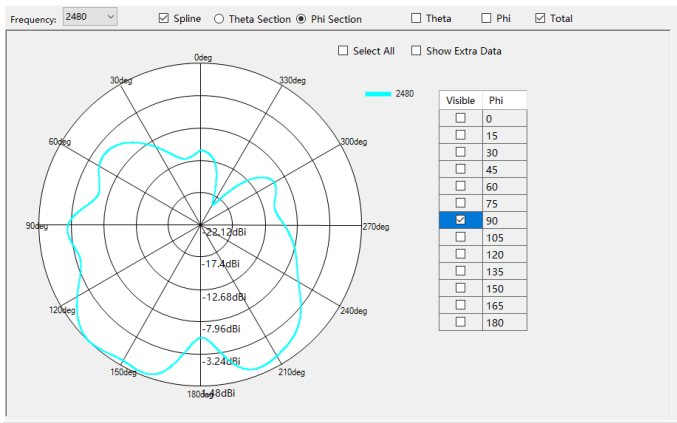 Frequency: 2480 Spline Theta Section Phi Section Theta Phi Total
Select All Show Extra Data
0deg
30deg 330deg
2480
Visible Phi
0
15
30
45
60
75
90
105
120
135
150
165
180
60deg 300deg
90deg 270deg
-22.12dBi
-17.4dBi
-12.68dBi
120deg 240deg
-7.96dBi
-3.24dBi
150deg 210deg
180deg 1.48dBi